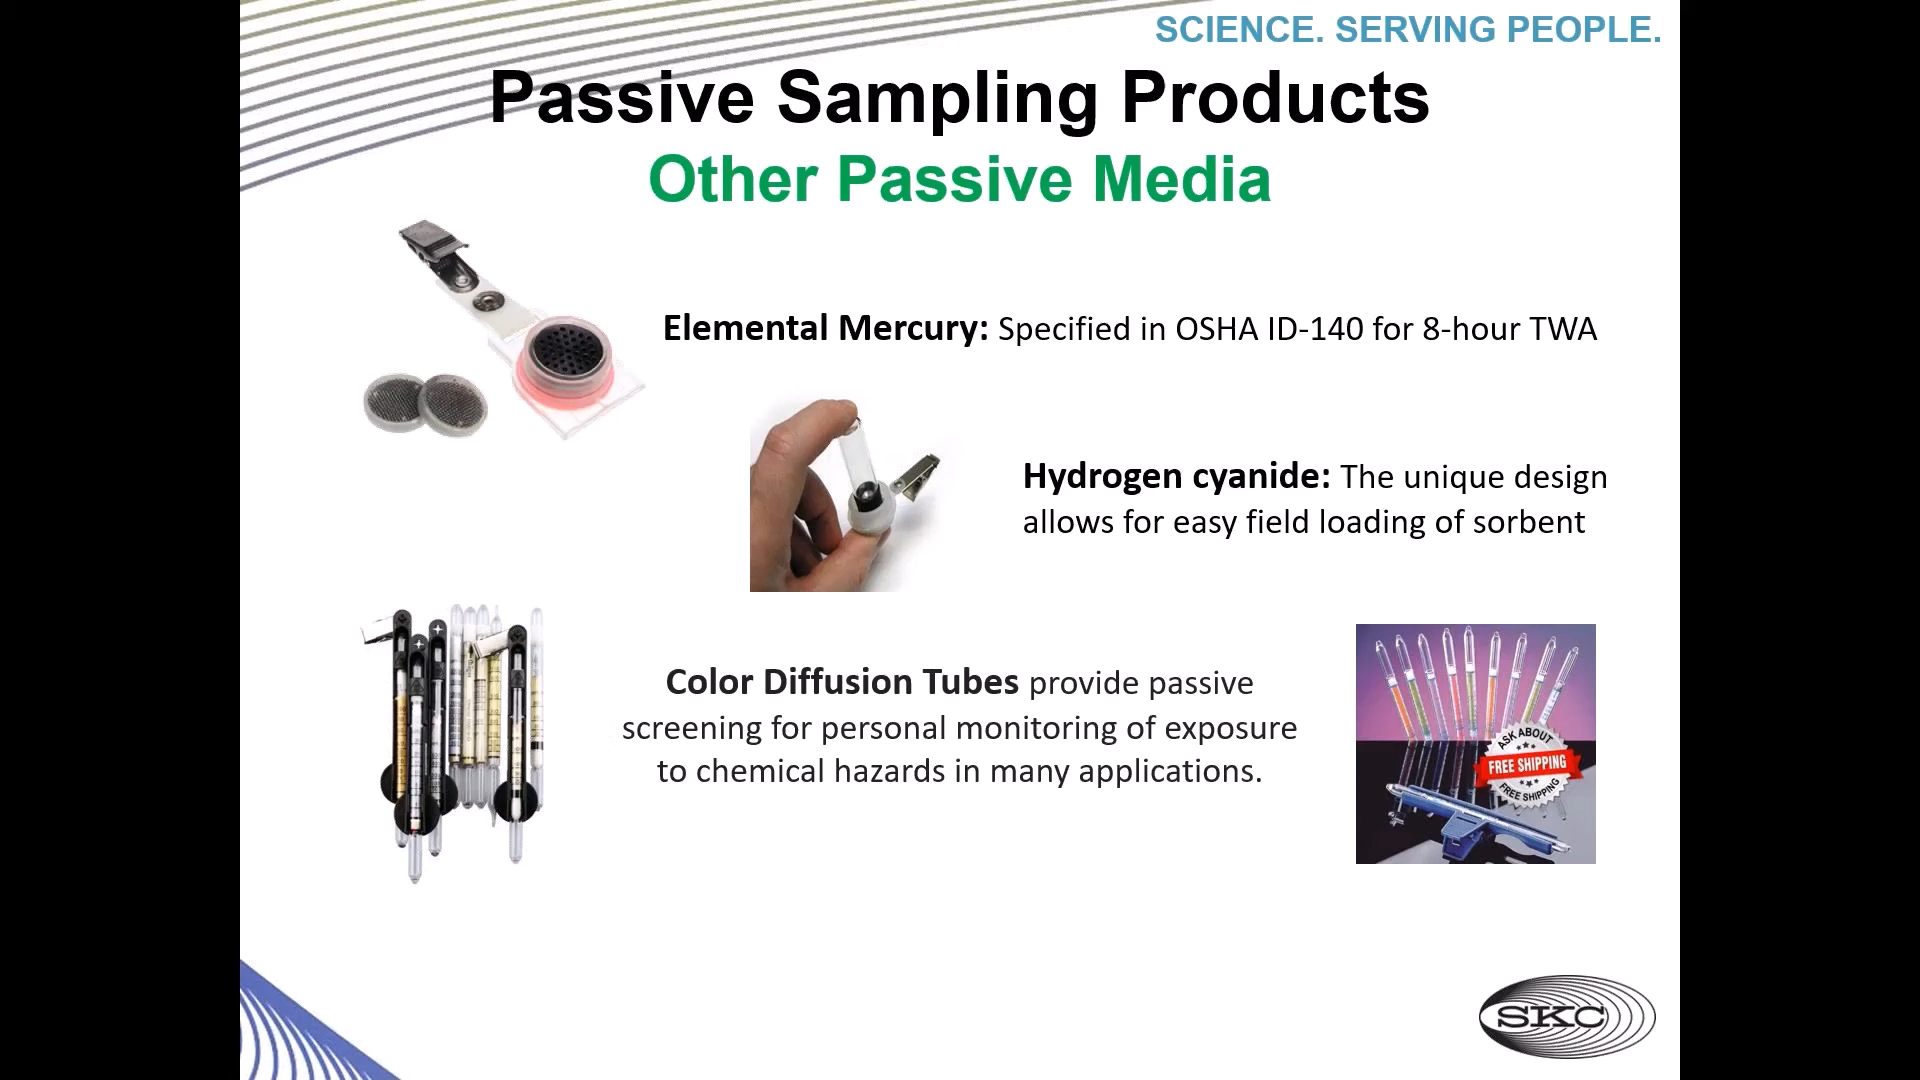 SCIENCE. SERVING PEOPLE.
Passive Sampling Products
Other Passive Media
Elemental Mercury: Specified in OSHA ID-140 for 8-hour TWA
Hydrogen cyanide: The unique design
allows for easy field loading of sorbent
Color Diffusion Tubes provide passive
screening for personal monitoring of exposure
to chemical hazards in many applications.
ASK ABOUT
FREE SHIPPING
FREE SHIPPING
SKC